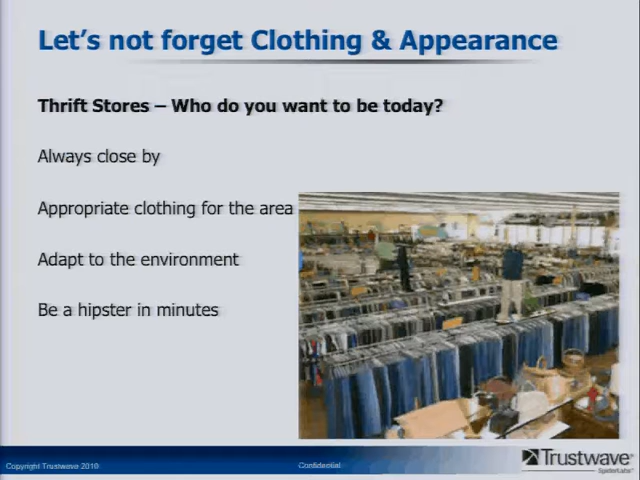 Let's not forget Clothing & Appearance
Thrift Stores – Who do you want to be today?
Always close by
Appropriate clothing for the area
Adapt to the environment
Be a hipster in minutes
Copyright Trustwave 2010
Confidential
Trustwave®
SpiderLabs®